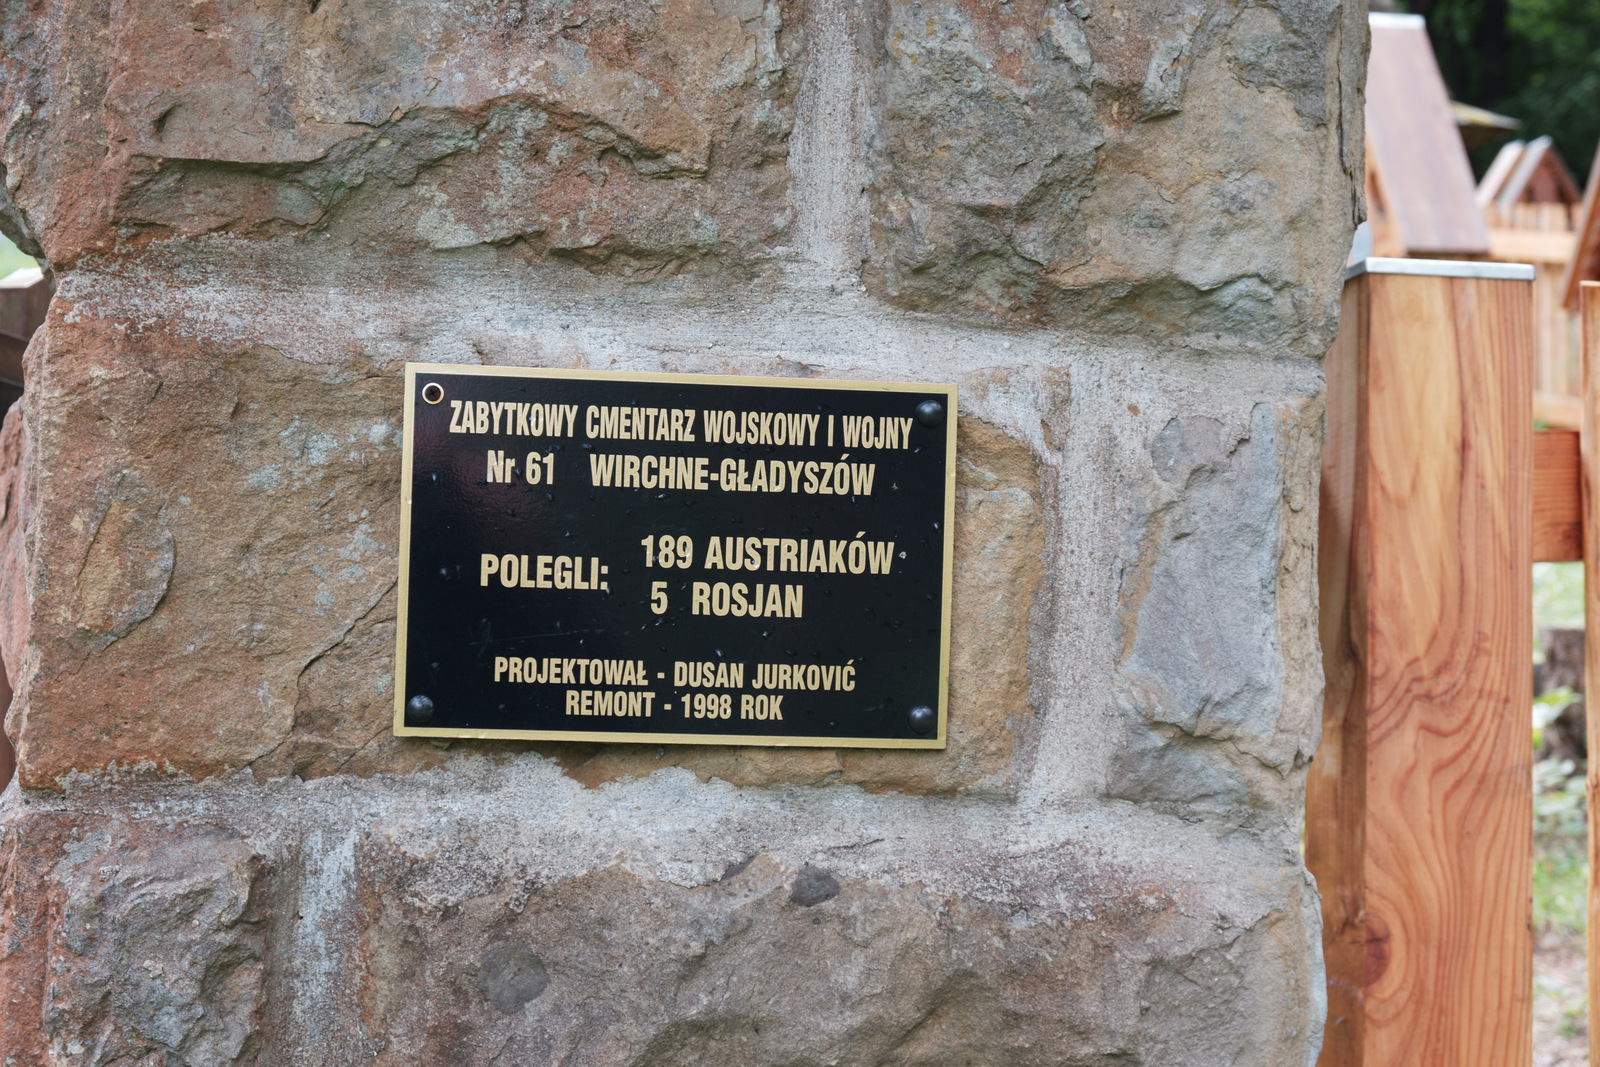 ZABYTKOWY CMENTARZ WOJSKOWY I WOJNY
Nr 61 WIRCHNE-GŁADYSZÓW
POLEGLI: 189 AUSTRIAKÓW
5 ROSJAN
PROJEKTOWAŁ - DUSAN JURKOVIĆ
REMONT - 1998 ROK